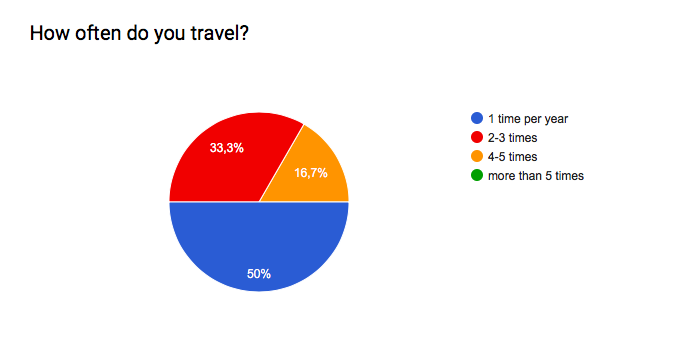 How often do you travel?
33,3%
16,7%
50%
1 time per year
2-3 times
4-5 times
more than 5 times